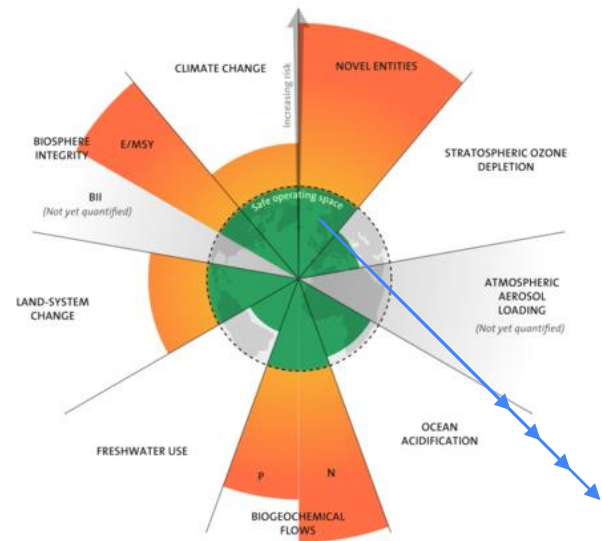 CLIMATE CHANGE
Increasing risk
NOVEL ENTITIES
BIOSPHERE
INTEGRITY
E/MSY
STRATOSPHERIC OZONE
DEPLETION
BII
(Not yet quantified)
Safe operating space
LAND-SYSTEM
CHANGE
ATMOSPHERIC
AEROSOL
LOADING
(Not yet quantified)
FRESHWATER USE
OCEAN
ACIDIFICATION
P
N
BIOGEOCHEMICAL
FLOWS